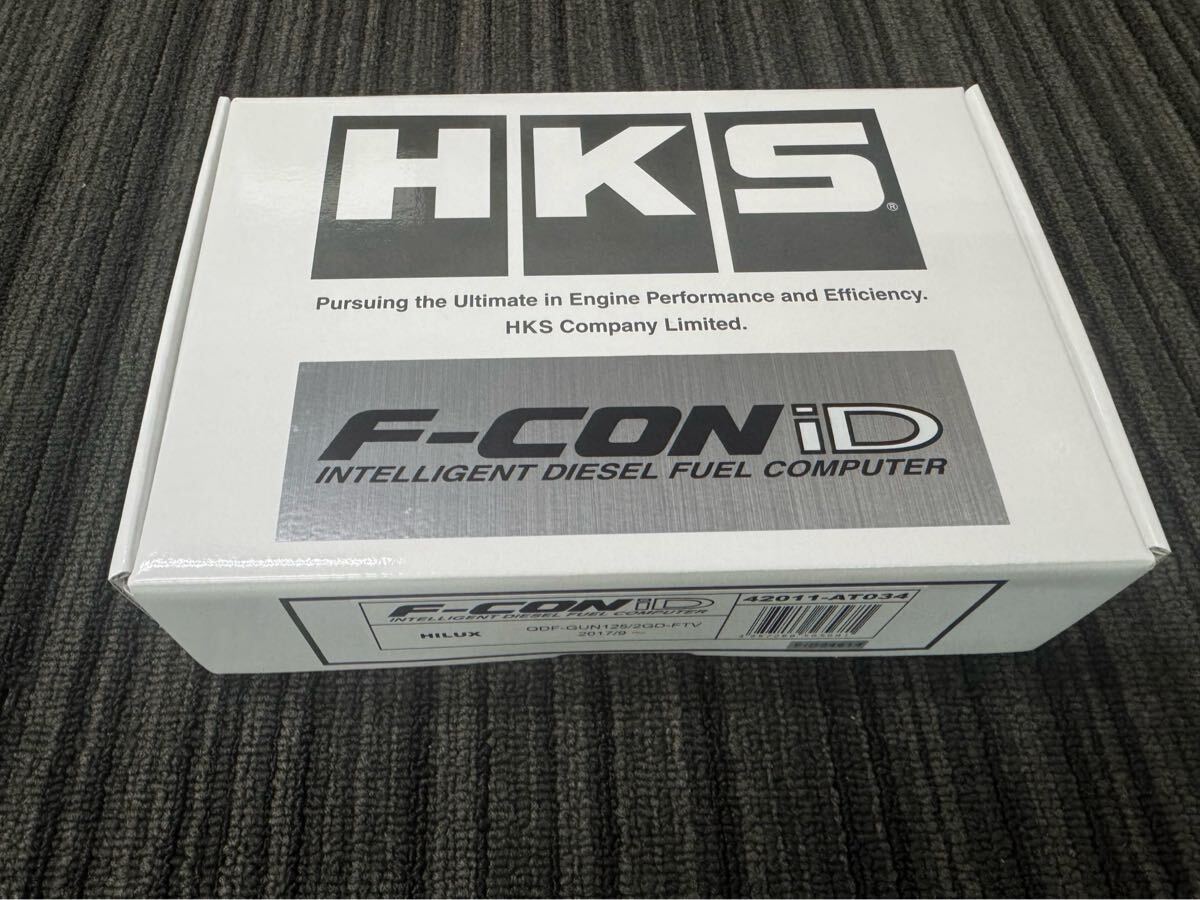 HKS®
Pursuing the Ultimate in Engine Performance and Efficiency.
HKS Company Limited.
F-CON iD
INTELLIGENT DIESEL FUEL COMPUTER
F-CON iD
INTELLIGENT DIESEL FUEL COMPUTER
42011-AT034
HILUX
QDF-GUN125/2GD-FTV
2017/9 ~